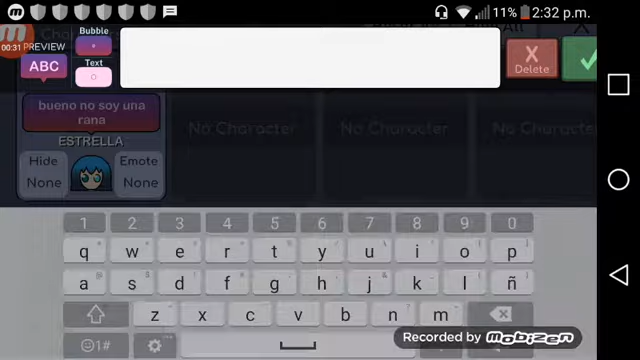 11% 2:32 p.m.
00:31
PREVIEW
ABC
Bubble
Text
X
Delete
bueno no soy una
rana
ESTRELLA
Hide
None
Emote
None
No Character
No Character
No Character
1 2 3 4 5 6 7 8 9 0
q w e r t y u i o p
a s d f g h j k l ñ
z x c v b n m
1#
Recorded by Mobizen